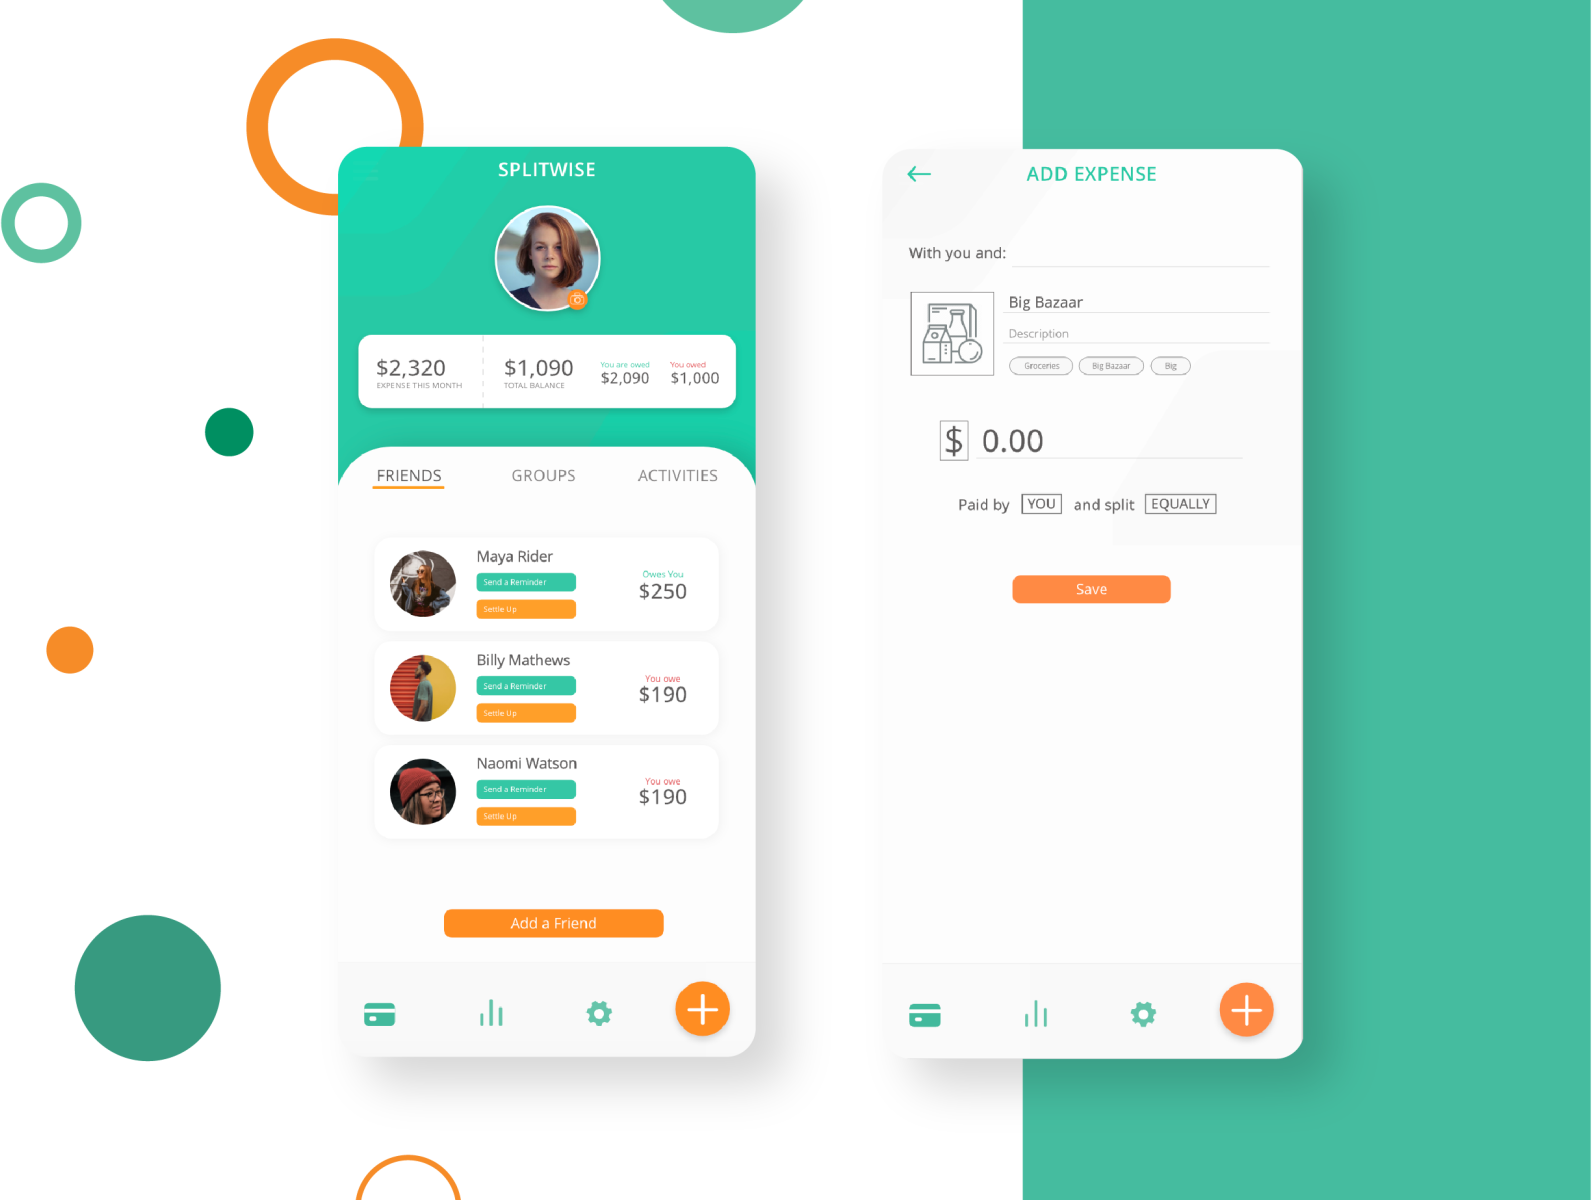 SPLITWISE
$2,320
EXPENSE THIS MONTH
$1,090
TOTAL BALANCE
You are owed
$2,090
You owed
$1,000
FRIENDS
GROUPS
ACTIVITIES
Maya Rider
Send a Reminder
Settle Up
Owes You
$250
Billy Mathews
Send a Reminder
Settle Up
You owe
$190
Naomi Watson
Send a Reminder
Settle Up
You owe
$190
Add a Friend
ADD EXPENSE
With you and:
Big Bazaar
Description
Groceries
Big Bazaar
Big
$ 0.00
Paid by YOU and split EQUALLY
Save